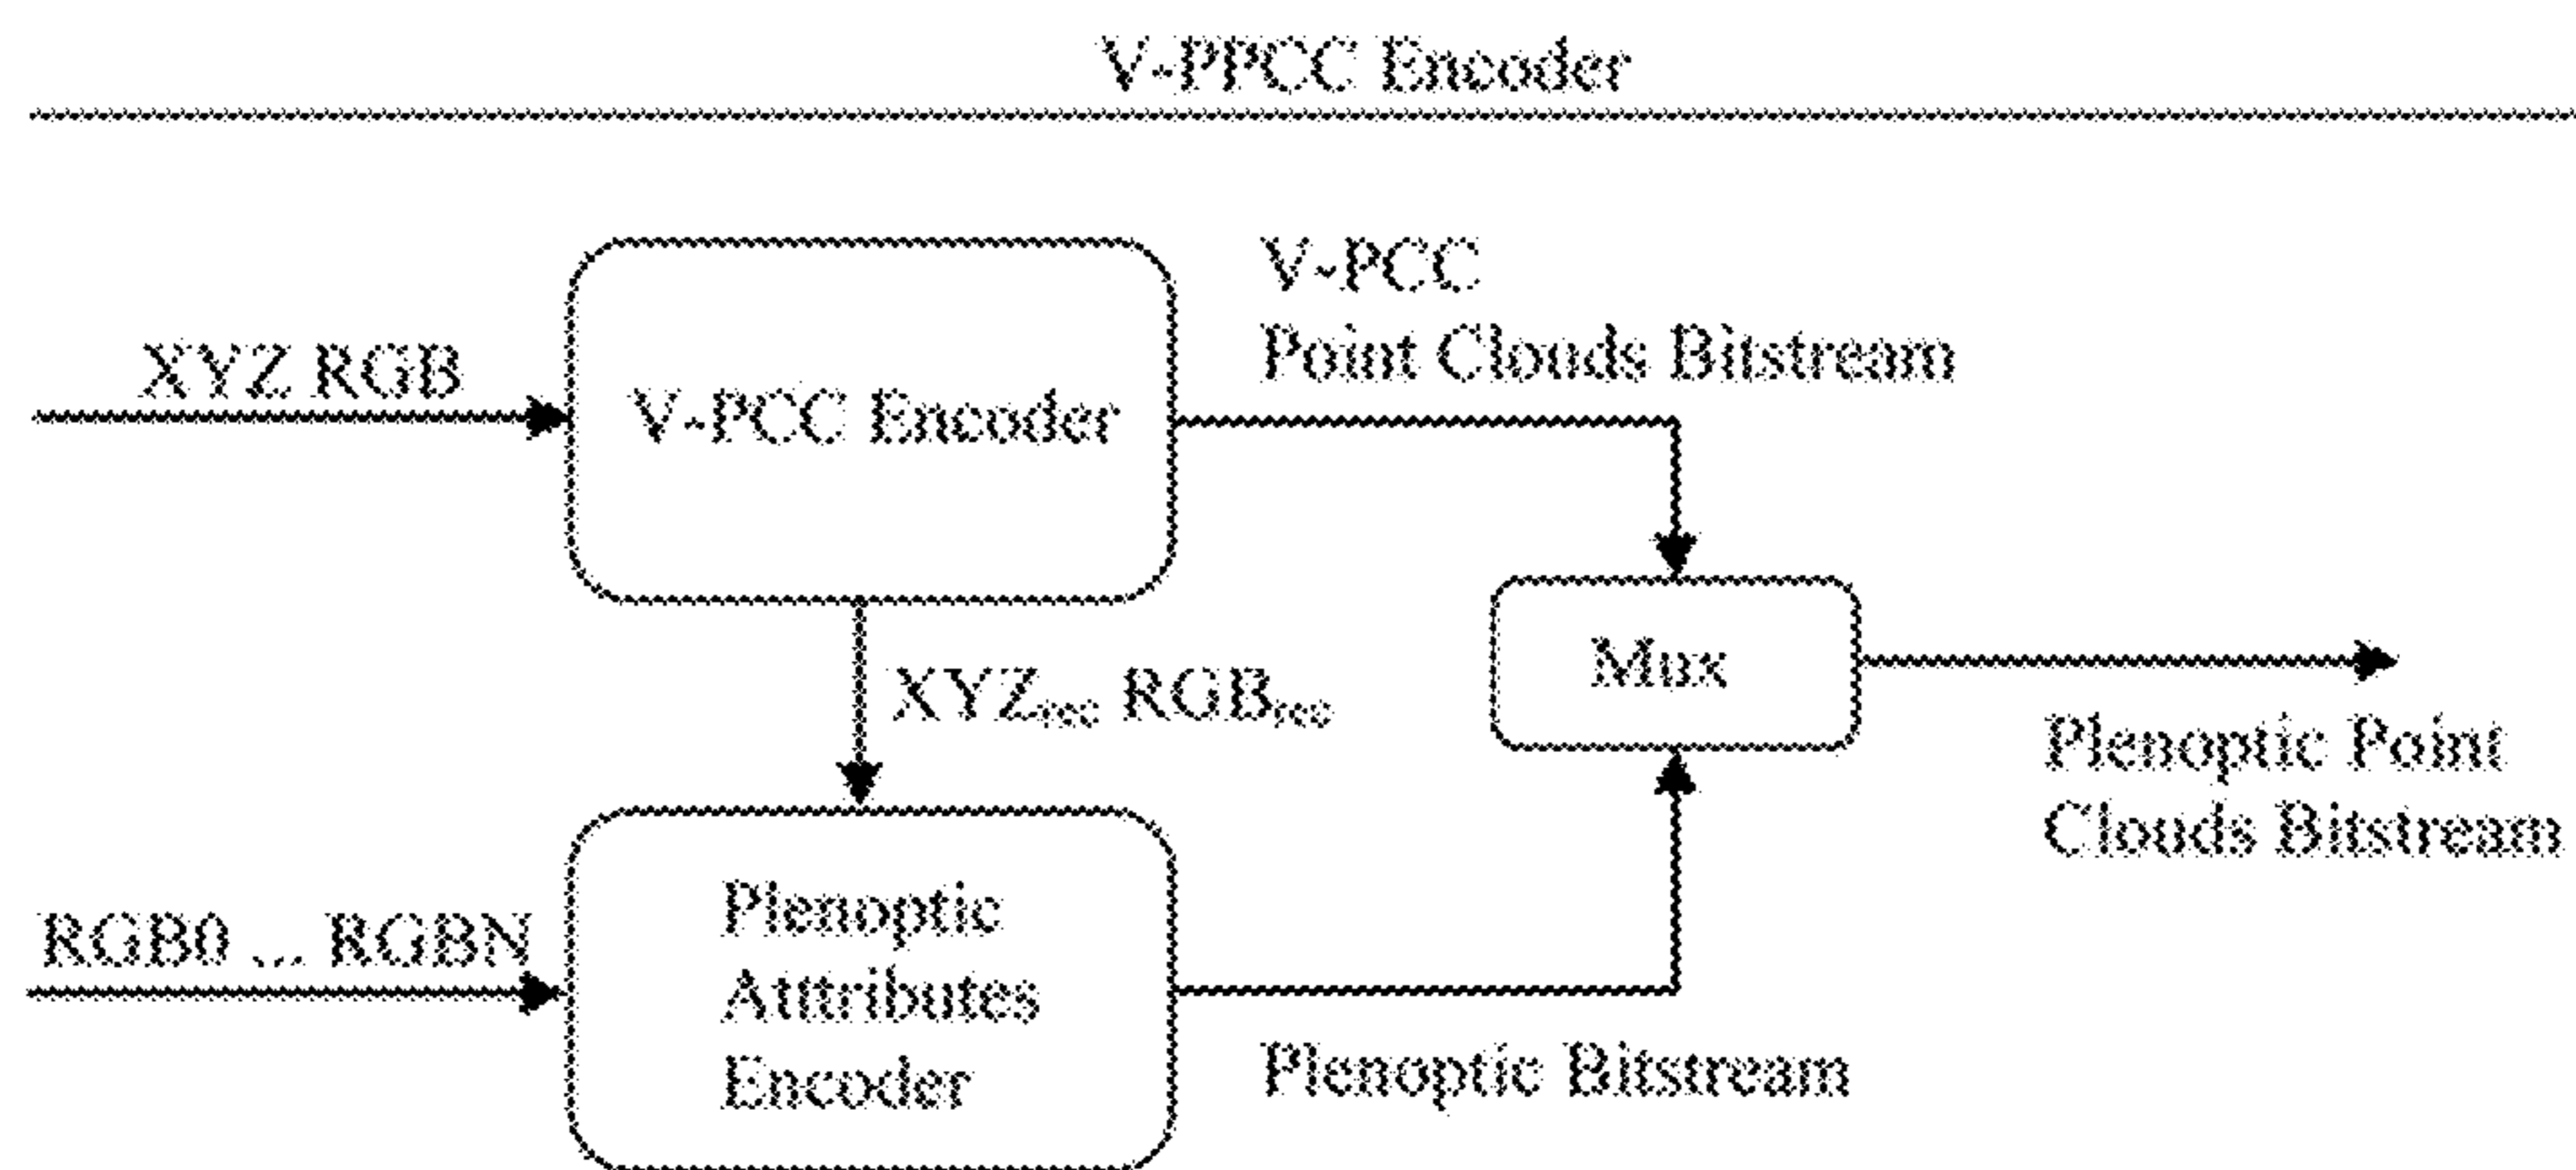 V-PPCC Encoder
XYZ RGB
V-PCC Encoder
V-PCC
Point Clouds Bitstream
XYZrec RGBrec
Mux
Plenoptic Point
Clouds Bitstream
RGB0 ... RGBN
Plenoptic
Atttributes
Encoder
Plenoptic Bitstream